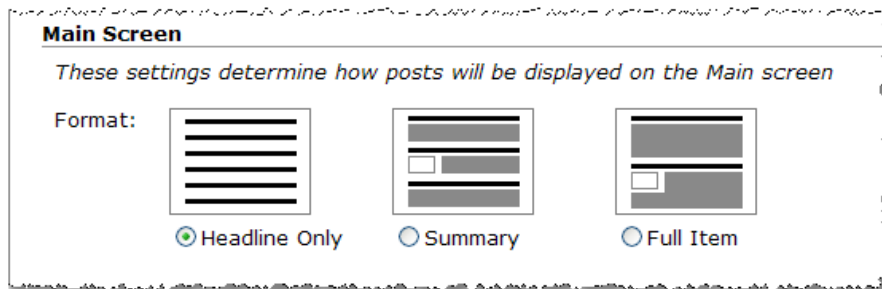 Main Screen
These settings determine how posts will be displayed on the Main screen
Format:
Headline Only
Summary
Full Item